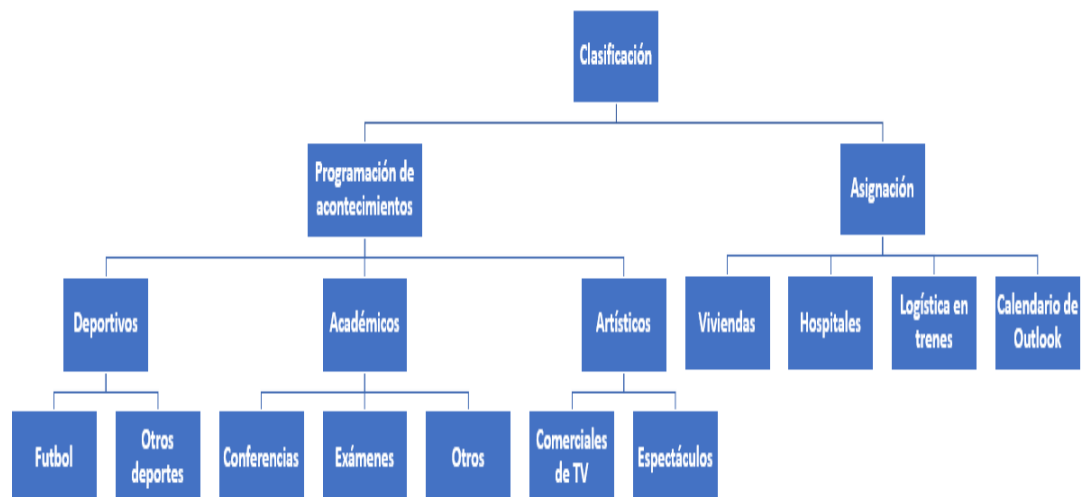 Clasificación
Programación de
acontecimientos
Asignación
Deportivos
Académicos
Artísticos
Viviendas
Hospitales
Logística en
trenes
Calendario de
Outlook
Futbol
Otros
deportes
Conferencias
Exámenes
Otros
Comerciales
de TV
Espectáculos